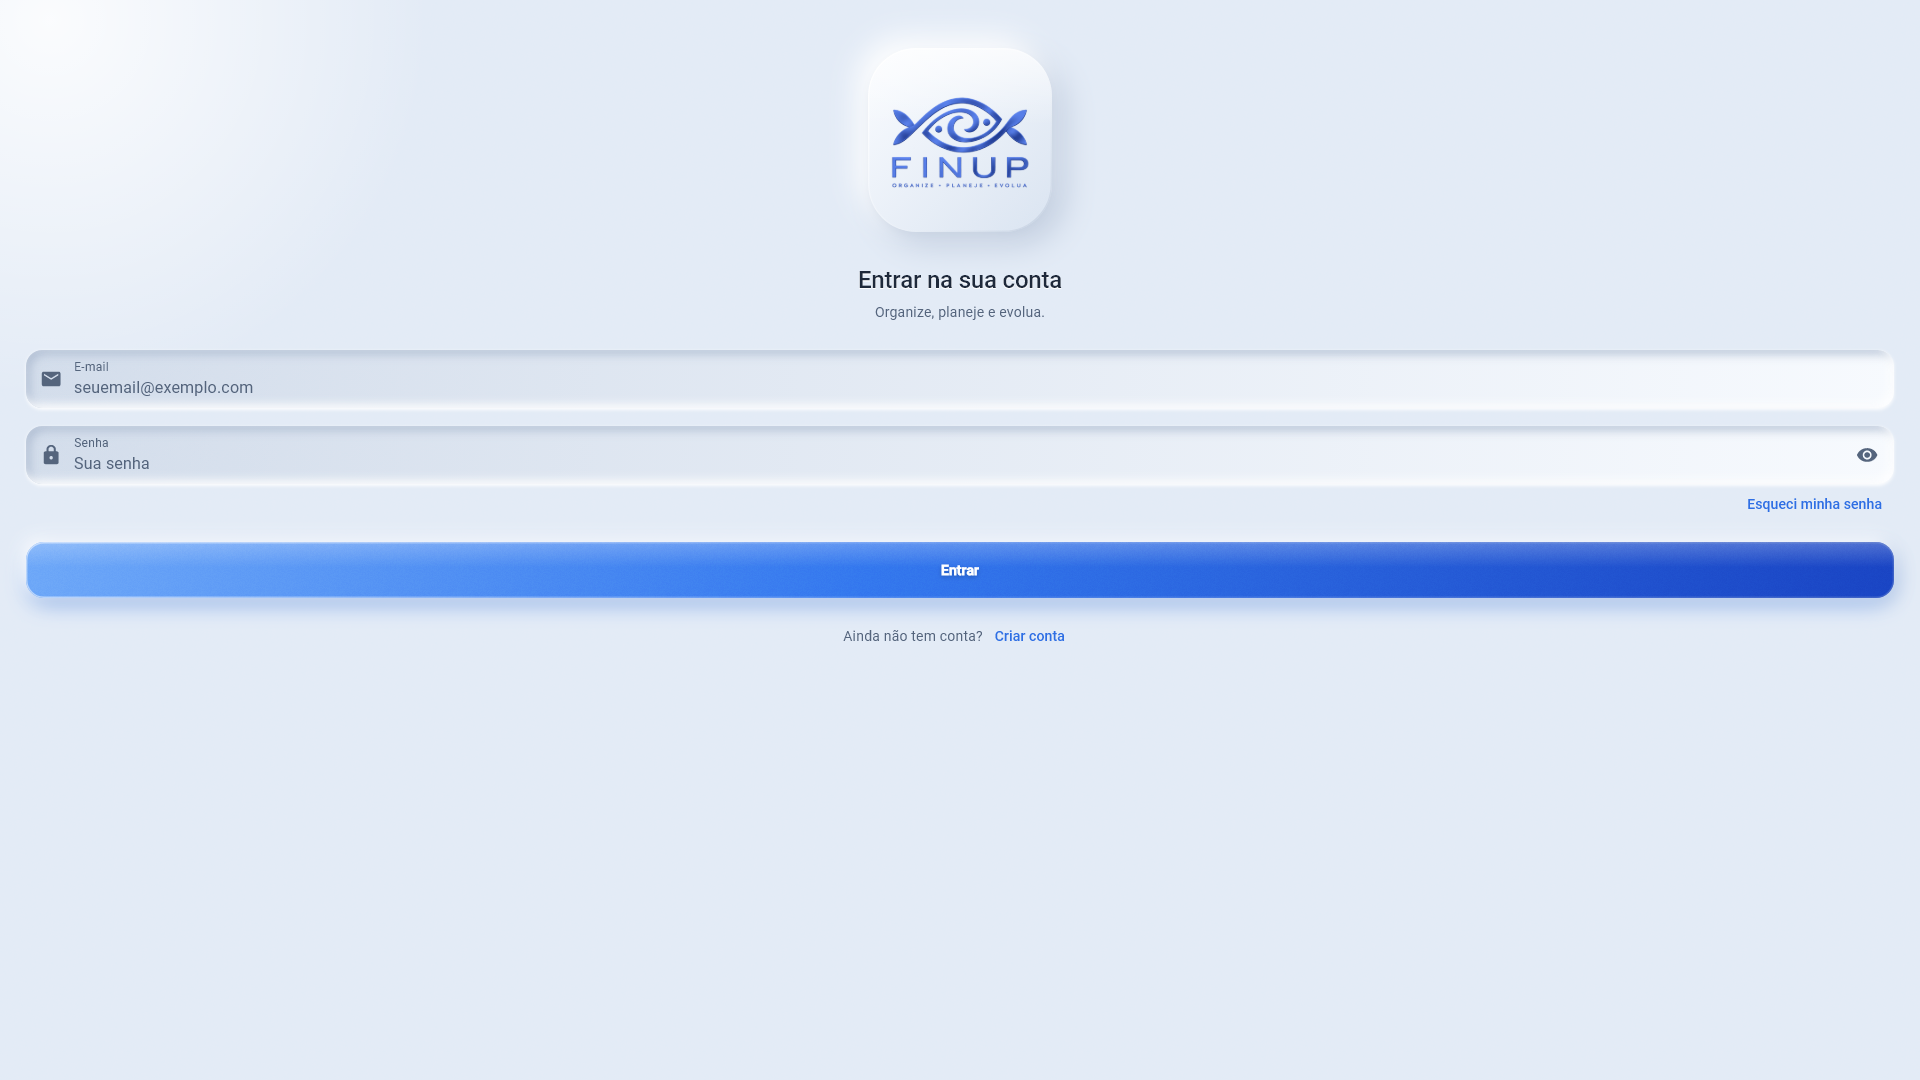 FINUP
ORGANIZE • PLANEJE • EVOLUA
Entrar na sua conta
Organize, planeje e evolua.
E-mail
seuemail@exemplo.com
Senha
Sua senha
Esqueci minha senha
Entrar
Ainda não tem conta? Criar conta